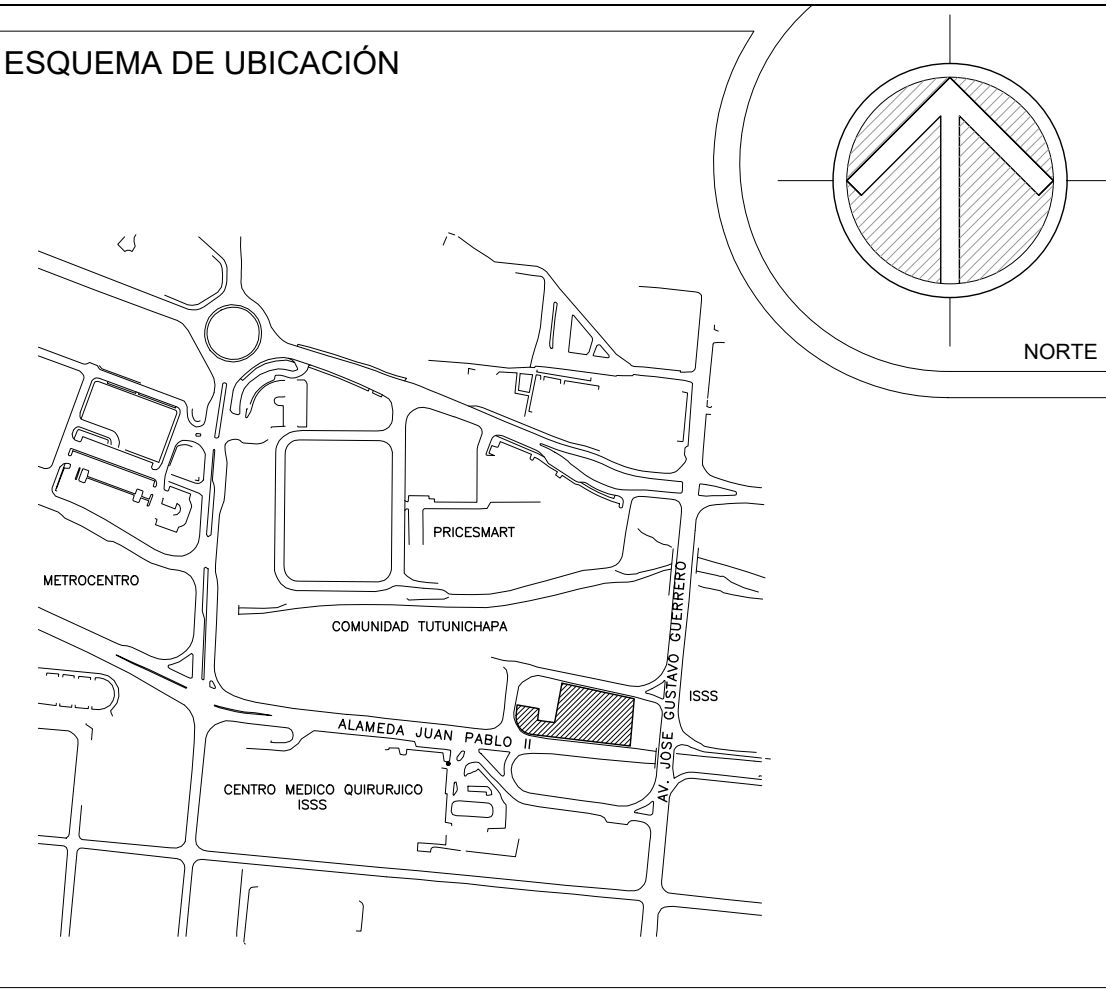 ESQUEMA DE UBICACIÓN
NORTE
PRICESMART
METROCENTRO
COMUNIDAD TUTUNICHAPA
AV. JOSE GUSTAVO GUERRERO
ISSS
ALAMEDA JUAN PABLO II
CENTRO MEDICO QUIRURJICO
ISSS